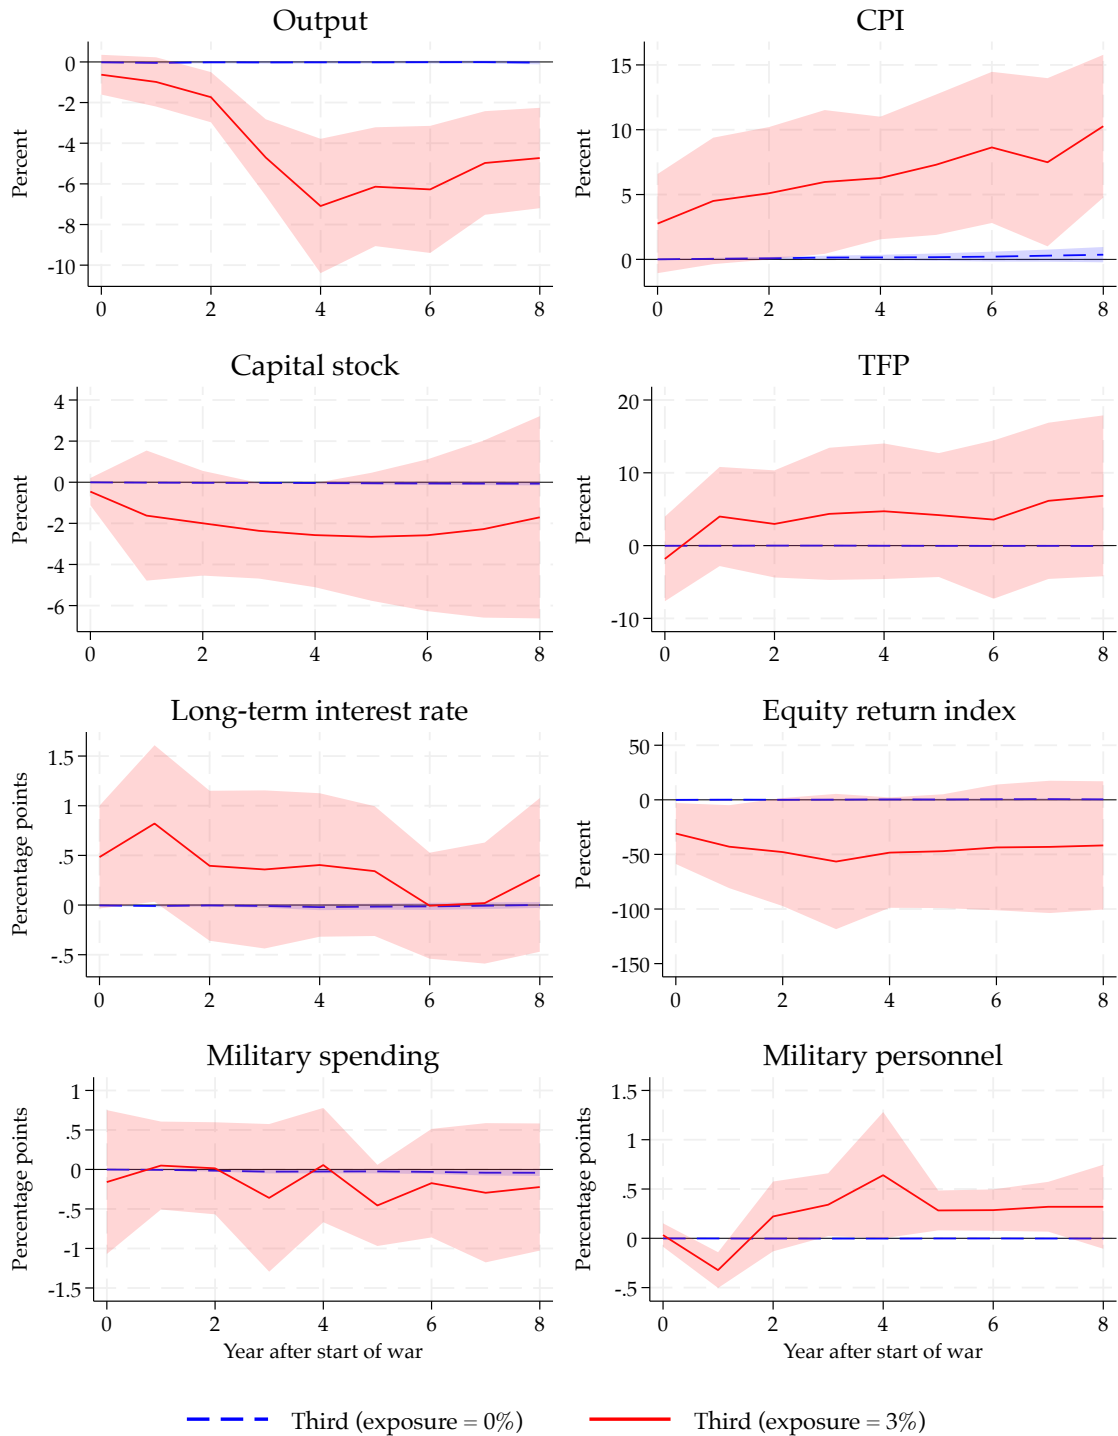 Output
Percent
0
-2
-4
-6
-8
-10
0 2 4 6 8
CPI
Percent
15
10
5
0
0 2 4 6 8
Capital stock
Percent
4
2
0
-2
-4
-6
0 2 4 6 8
TFP
Percent
20
10
0
-10
0 2 4 6 8
Long-term interest rate
Percentage points
1.5
1
.5
0
-.5
0 2 4 6 8
Equity return index
Percent
50
0
-50
-100
-150
0 2 4 6 8
Military spending
Percentage points
1
.5
0
-.5
-1
-1.5
0 2 4 6 8
Year after start of war
Military personnel
Percentage points
1.5
1
.5
0
-.5
0 2 4 6 8
Year after start of war
Third (exposure = 0%)
Third (exposure = 3%)